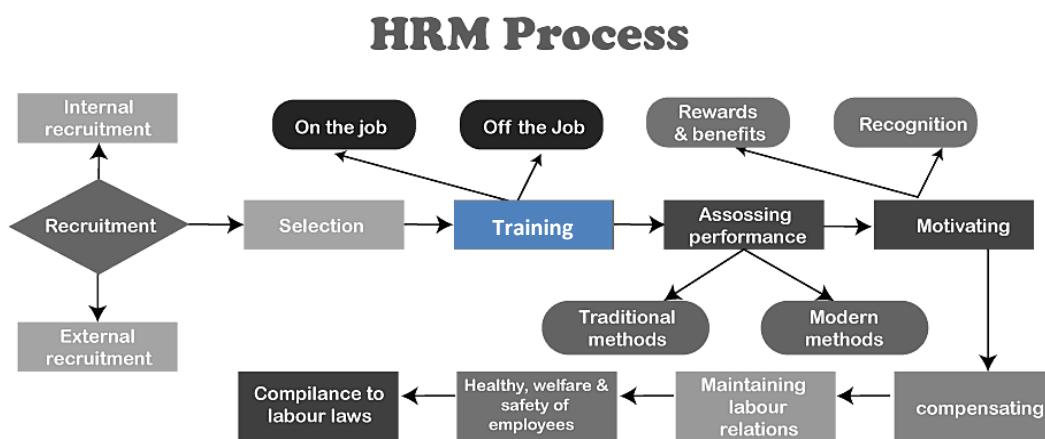 HRM Process
Internal
recruitment
On the job
Off the Job
Rewards
& benefits
Recognition
Recruitment
Selection
Training
Assossing
performance
Motivating
External
recruitment
Traditional
methods
Modern
methods
Compilance to
labour laws
Healthy, welfare &
safety of
employees
Maintaining
labour
relations
compensating